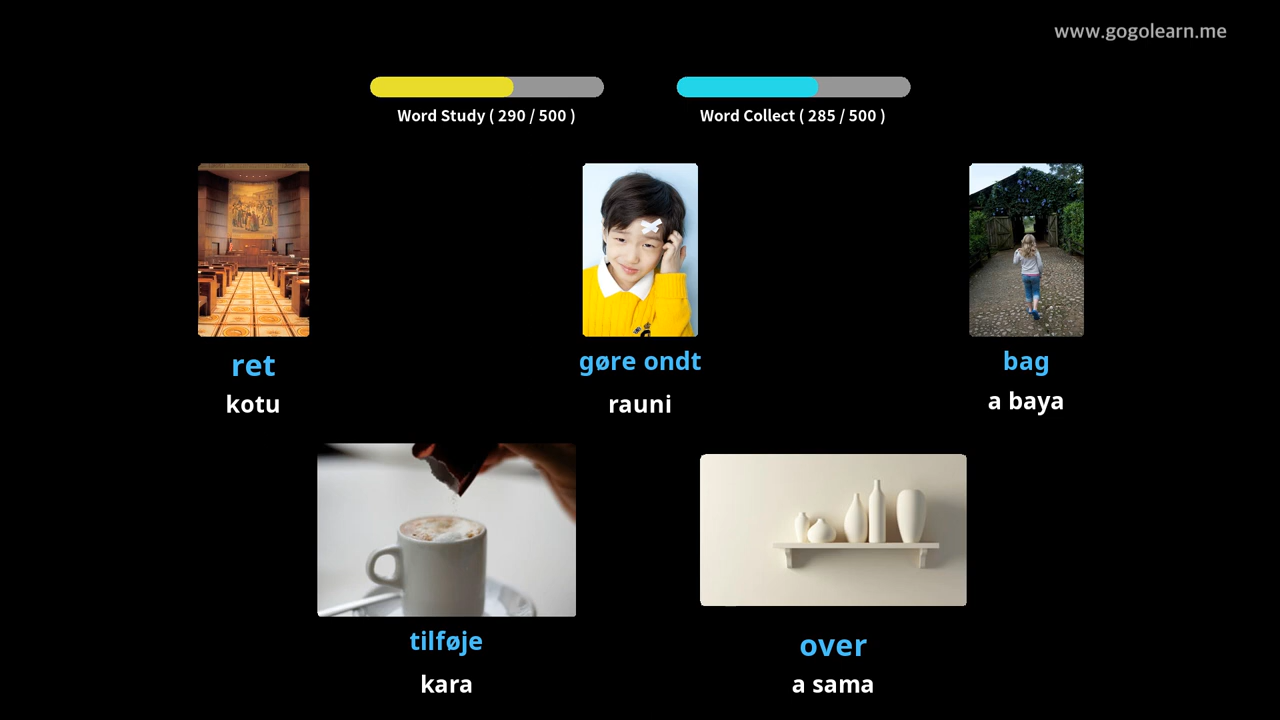 www.gogolearn.me
Word Study ( 290 / 500 )
Word Collect ( 285 / 500 )
ret
kotu
gøre ondt
rauni
bag
a baya
tilføje
kara
over
a sama